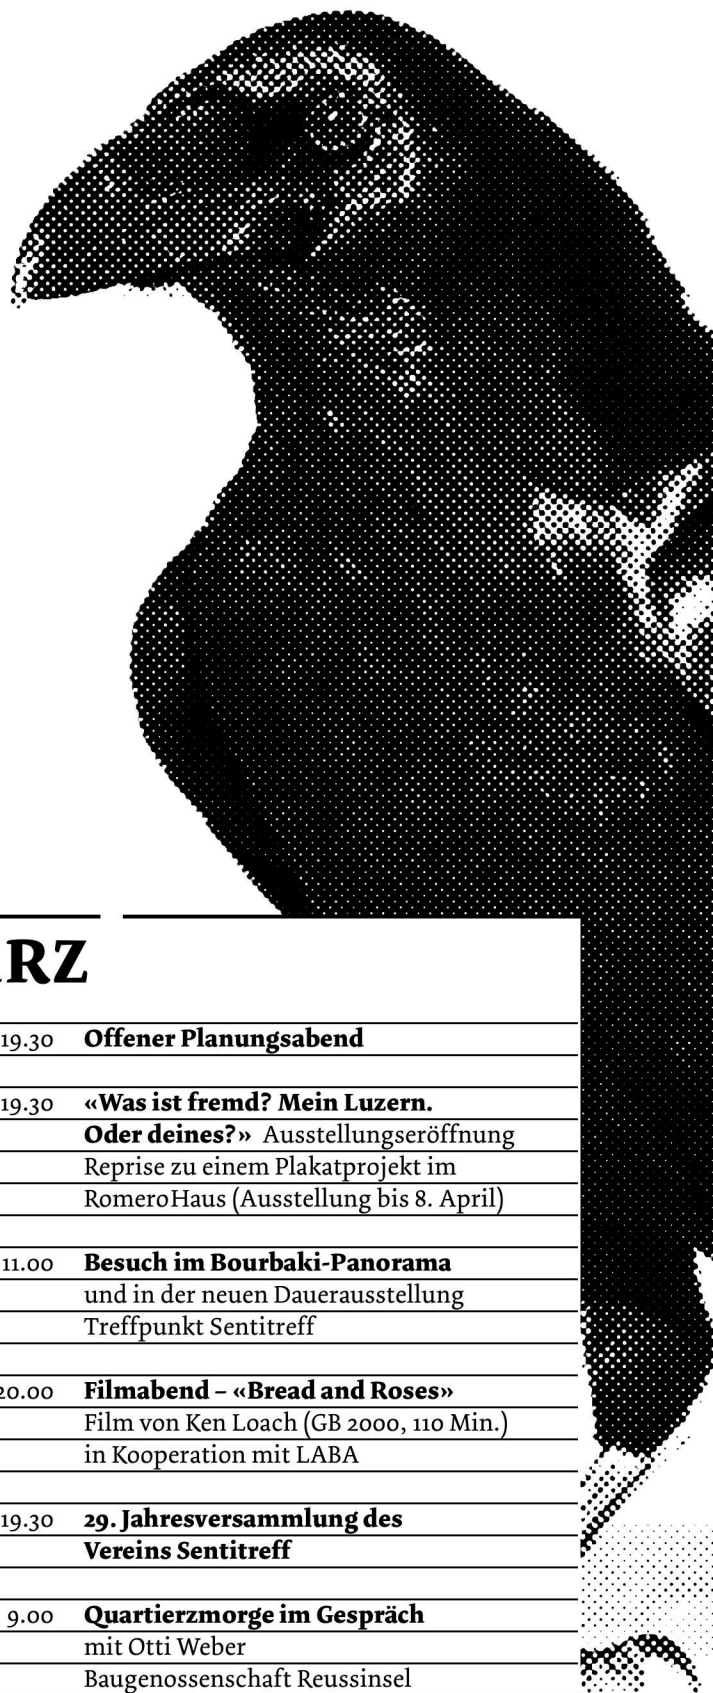 RZ
19.30 Offener Planungsabend
19.30 «Was ist fremd? Mein Luzern.
Oder deines?» Ausstellungseröffnung
Reprise zu einem Plakatprojekt im
RomeroHaus (Ausstellung bis 8. April)
11.00 Besuch im Bourbaki-Panorama
und in der neuen Dauerausstellung
Treffpunkt Sentitreff
20.00 Filmabend – «Bread and Roses»
Film von Ken Loach (GB 2000, 110 Min.)
in Kooperation mit LABA
19.30 29. Jahresversammlung des
Vereins Sentitreff
9.00 Quartierzmorge im Gespräch
mit Otti Weber
Baugenossenschaft Reussinsel